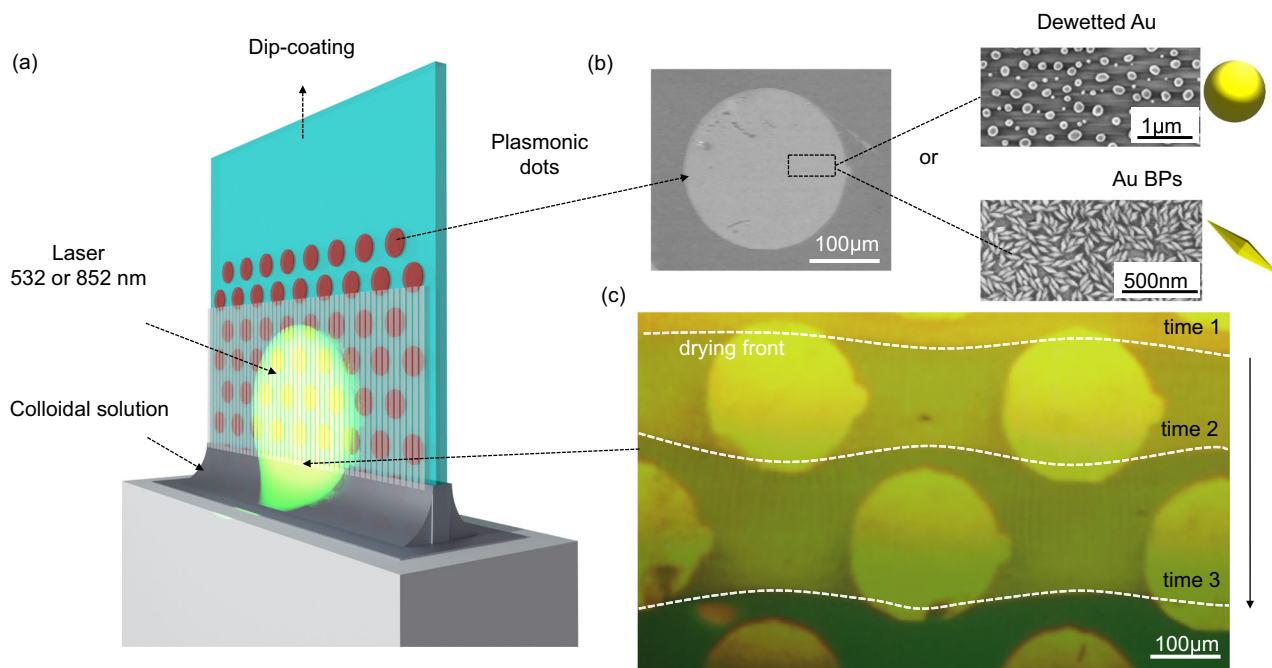 (a)
Dip-coating
Plasmonic
dots
Laser
532 or 852 nm
Colloidal solution
(b)
100μm
or
Dewetted Au
1μm
Au BPs
500nm
(c)
drying front
time 1
time 2
time 3
100μm